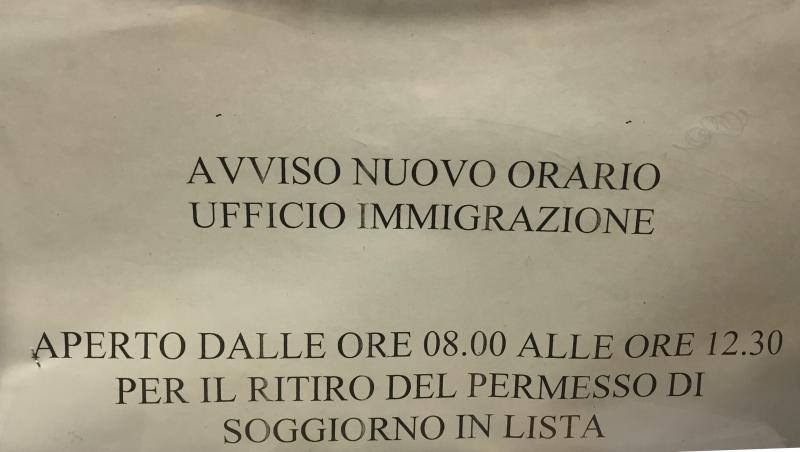 AVVISO NUOVO ORARIO
UFFICIO IMMIGRAZIONE
APERTO DALLE ORE 08.00 ALLE ORE 12.30
PER IL RITIRO DEL PERMESSO DI
SOGGIORNO IN LISTA